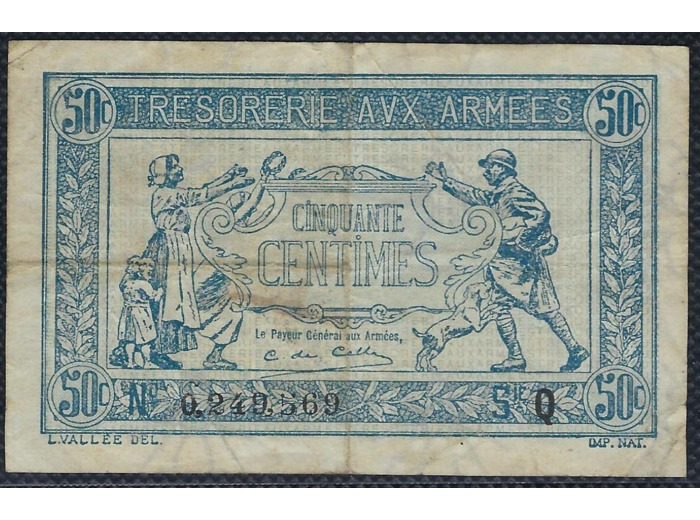 50c TRESORERIE AVX ARMEES 50c
CINQUANTE
CENTIMES
Le Payeur Général aux Armées,
50c No 0,249,569 SIE Q 50c
L.VALLÉE DEL. IMP. NAT.